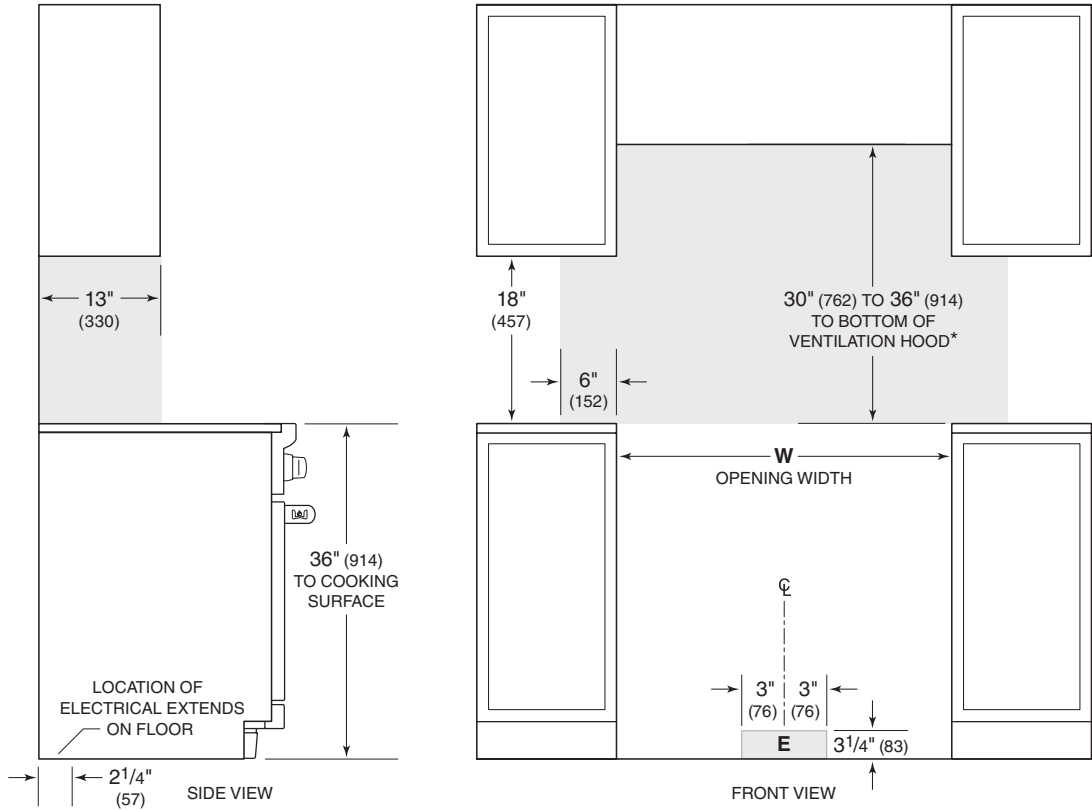 13"
(330)
18"
(457)
30" (762) TO 36" (914)
TO BOTTOM OF
VENTILATION HOOD*
6"
(152)
W
OPENING WIDTH
36" (914)
TO COOKING
SURFACE
℄
LOCATION OF
ELECTRICAL EXTENDS
ON FLOOR
3" 3"
(76) (76)
E
3 1/4" (83)
2 1/4"
(57)
SIDE VIEW
FRONT VIEW